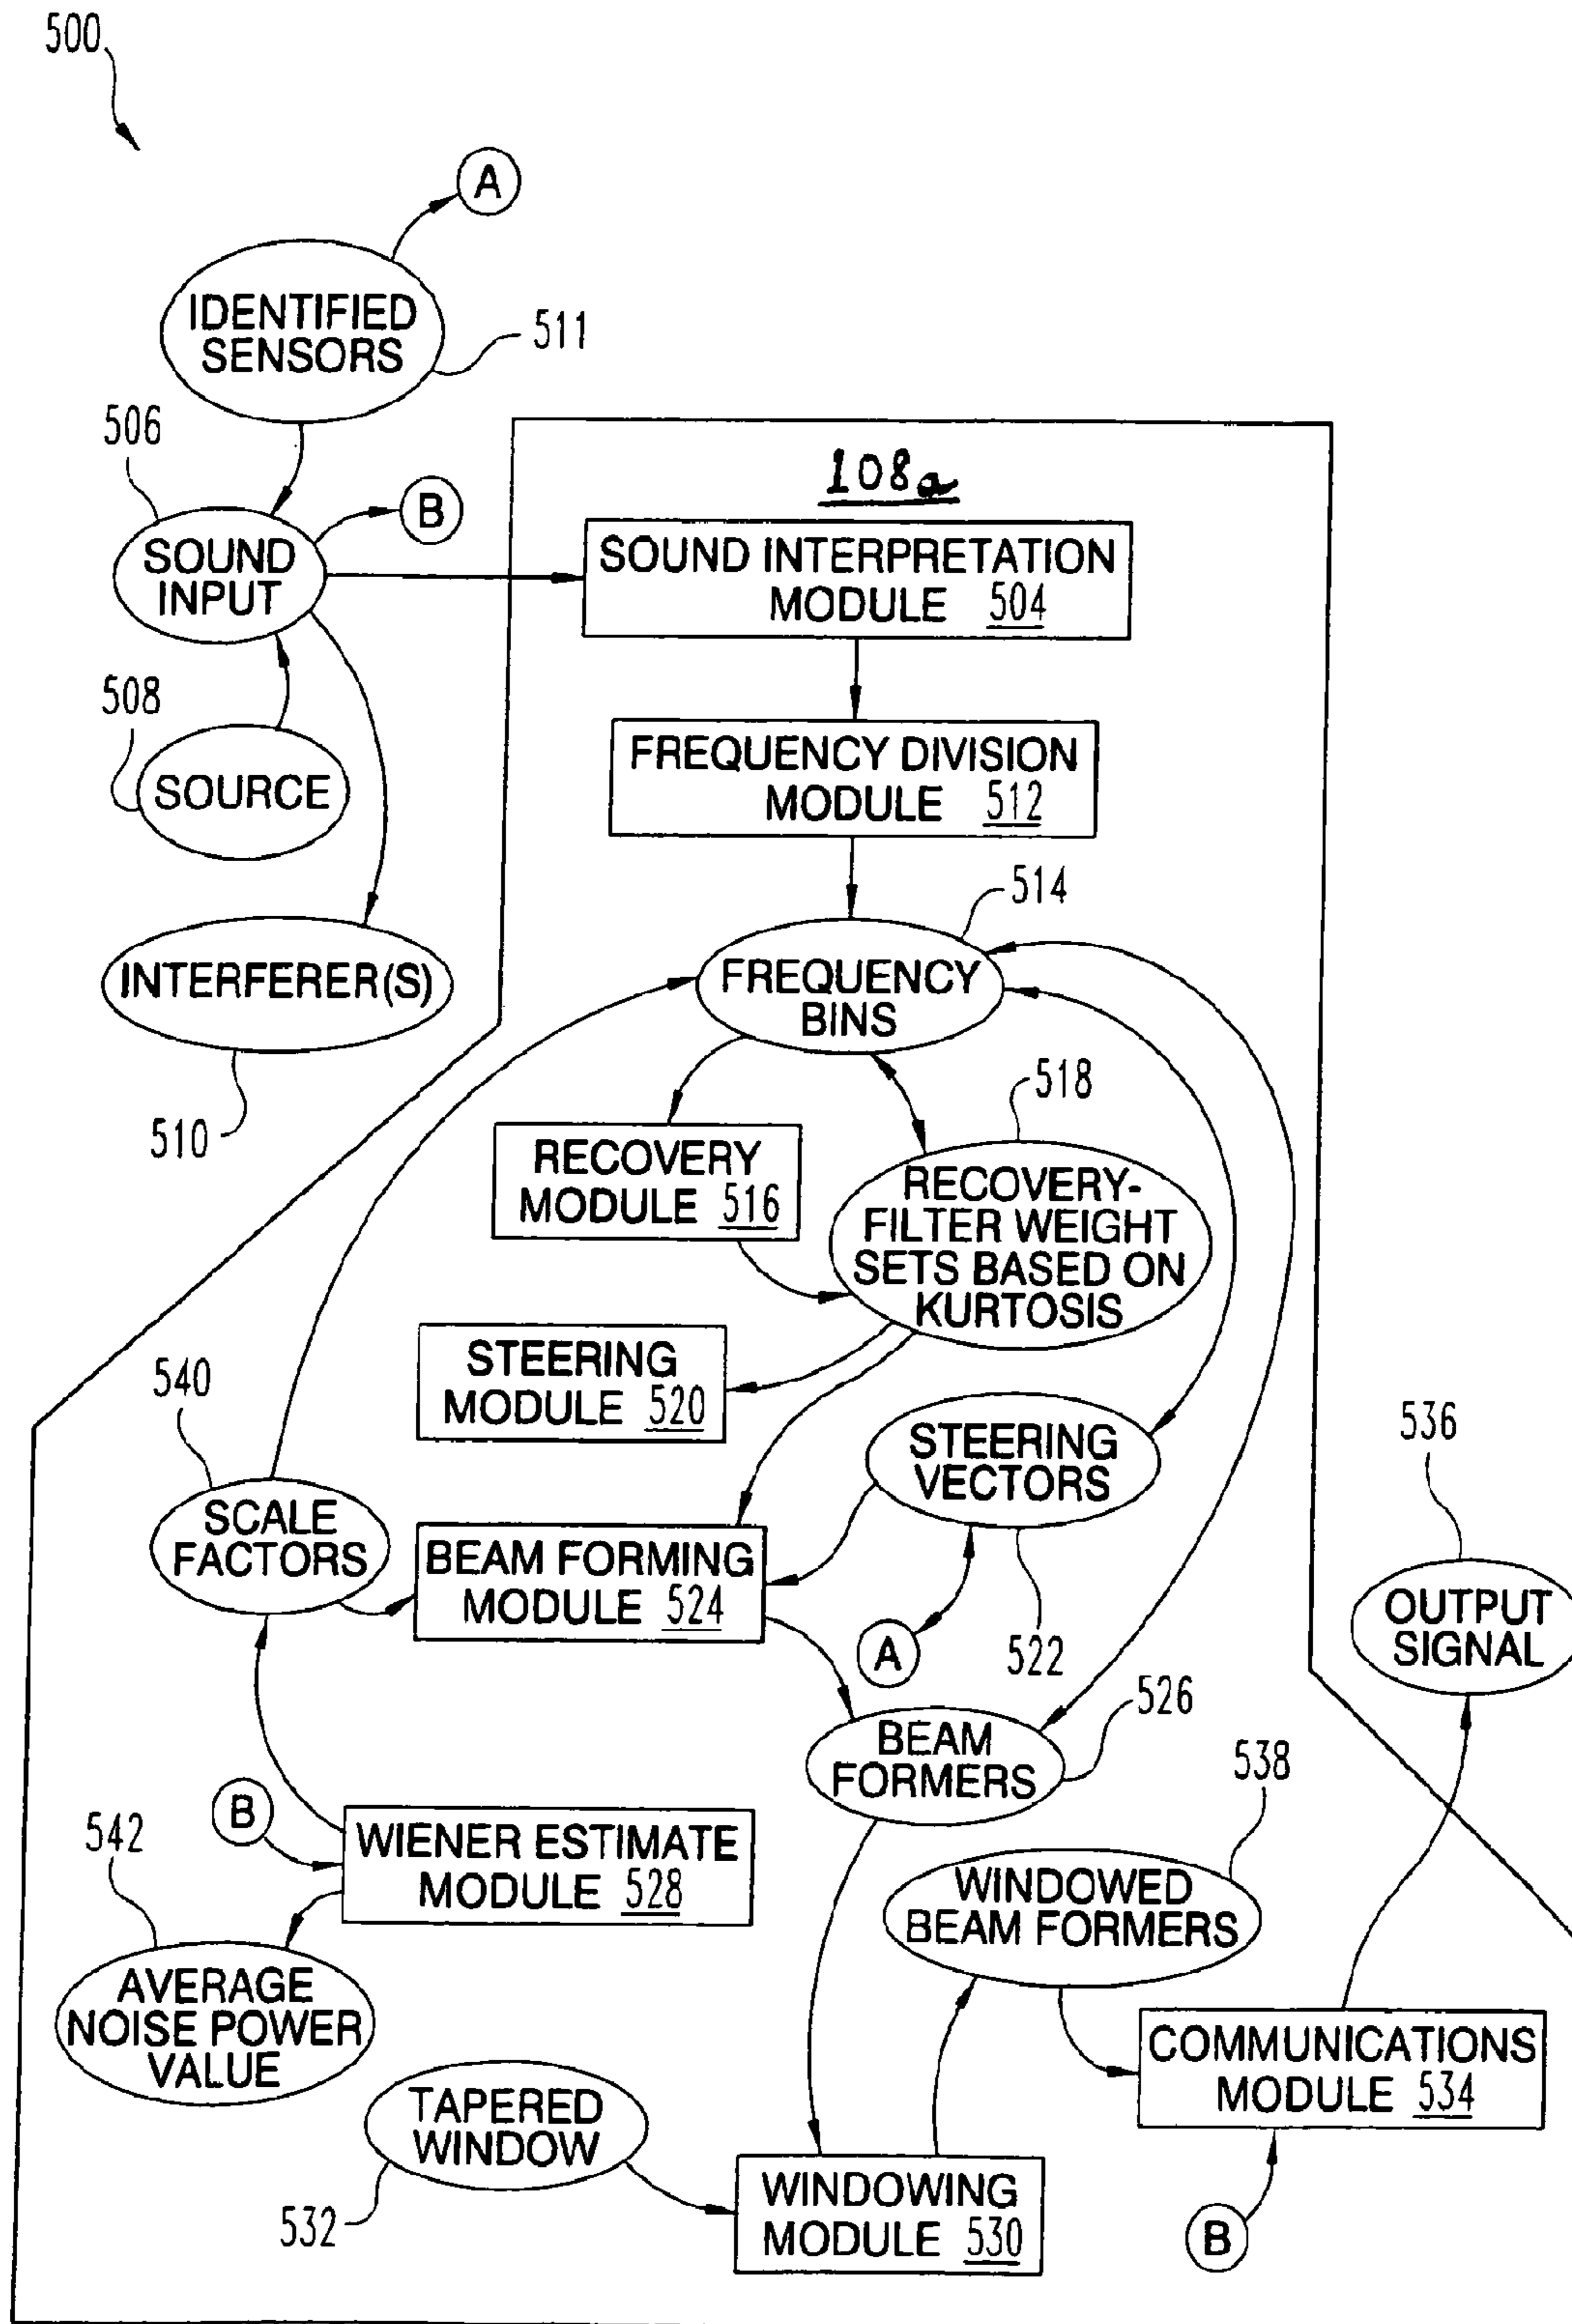 500
A
IDENTIFIED
SENSORS
511
506
B
108a
SOUND
INPUT
SOUND INTERPRETATION
MODULE 504
508
SOURCE
FREQUENCY DIVISION
MODULE 512
514
INTERFERER(S)
FREQUENCY
BINS
510
518
RECOVERY
MODULE 516
RECOVERY-
FILTER WEIGHT
SETS BASED ON
KURTOSIS
STEERING
MODULE 520
540
STEERING
VECTORS
536
SCALE
FACTORS
BEAM FORMING
MODULE 524
OUTPUT
SIGNAL
A
522
526
BEAM
FORMERS
538
B
542
WIENER ESTIMATE
MODULE 528
WINDOWED
BEAM FORMERS
AVERAGE
NOISE POWER
VALUE
COMMUNICATIONS
MODULE 534
TAPERED
WINDOW
532
WINDOWING
MODULE 530
B